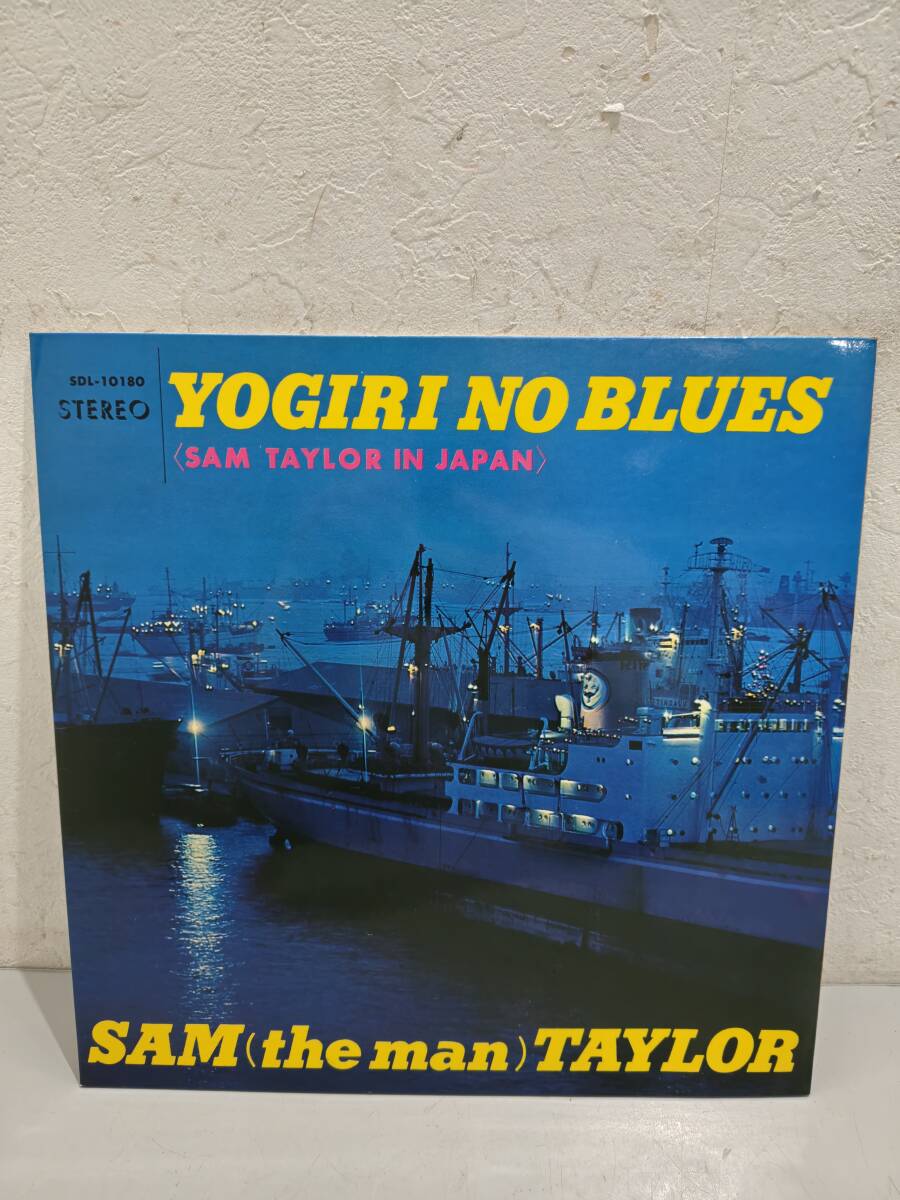 SDL-10180
STEREO
YOGIRI NO BLUES
〈SAM TAYLOR IN JAPAN〉
SAM (the man) TAYLOR